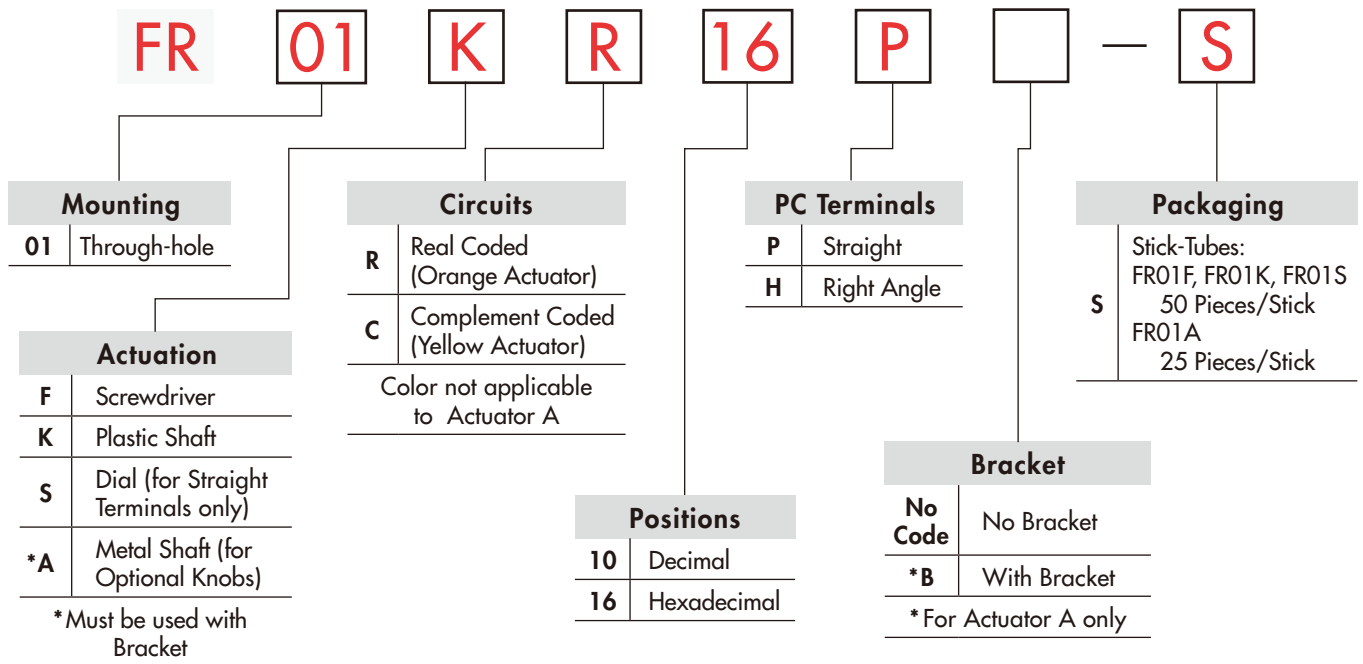 FR 01 K R 16 P — S
Mounting
01 Through-hole
Actuation
F Screwdriver
K Plastic Shaft
S Dial (for Straight
Terminals only)
*A Metal Shaft (for
Optional Knobs)
*Must be used with
Bracket
Circuits
R Real Coded
(Orange Actuator)
C Complement Coded
(Yellow Actuator)
Color not applicable
to Actuator A
Positions
10 Decimal
16 Hexadecimal
PC Terminals
P Straight
H Right Angle
Bracket
No
Code No Bracket
*B With Bracket
*For Actuator A only
Packaging
S Stick-Tubes:
FR01F, FR01K, FR01S
50 Pieces/Stick
FR01A
25 Pieces/Stick